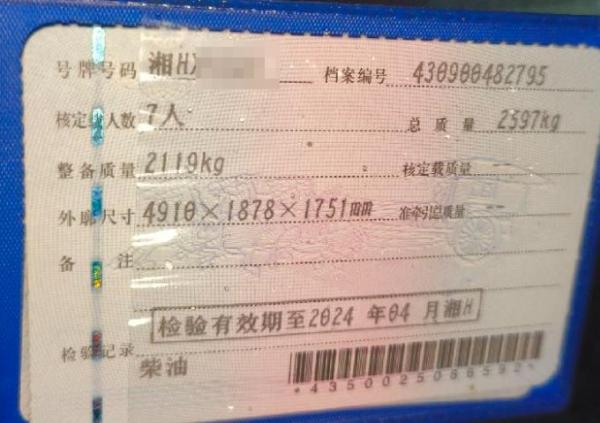 号牌号码 湘H 档案编号 430900482795
核定 人数 7人 总质量 2597kg
整备质量 2119kg 核定载质量
外廓尺寸 4910×1878×1751mm 准牵引总质量
备注
检验有效期至2024 年04 月湘H
检验记录
柴油